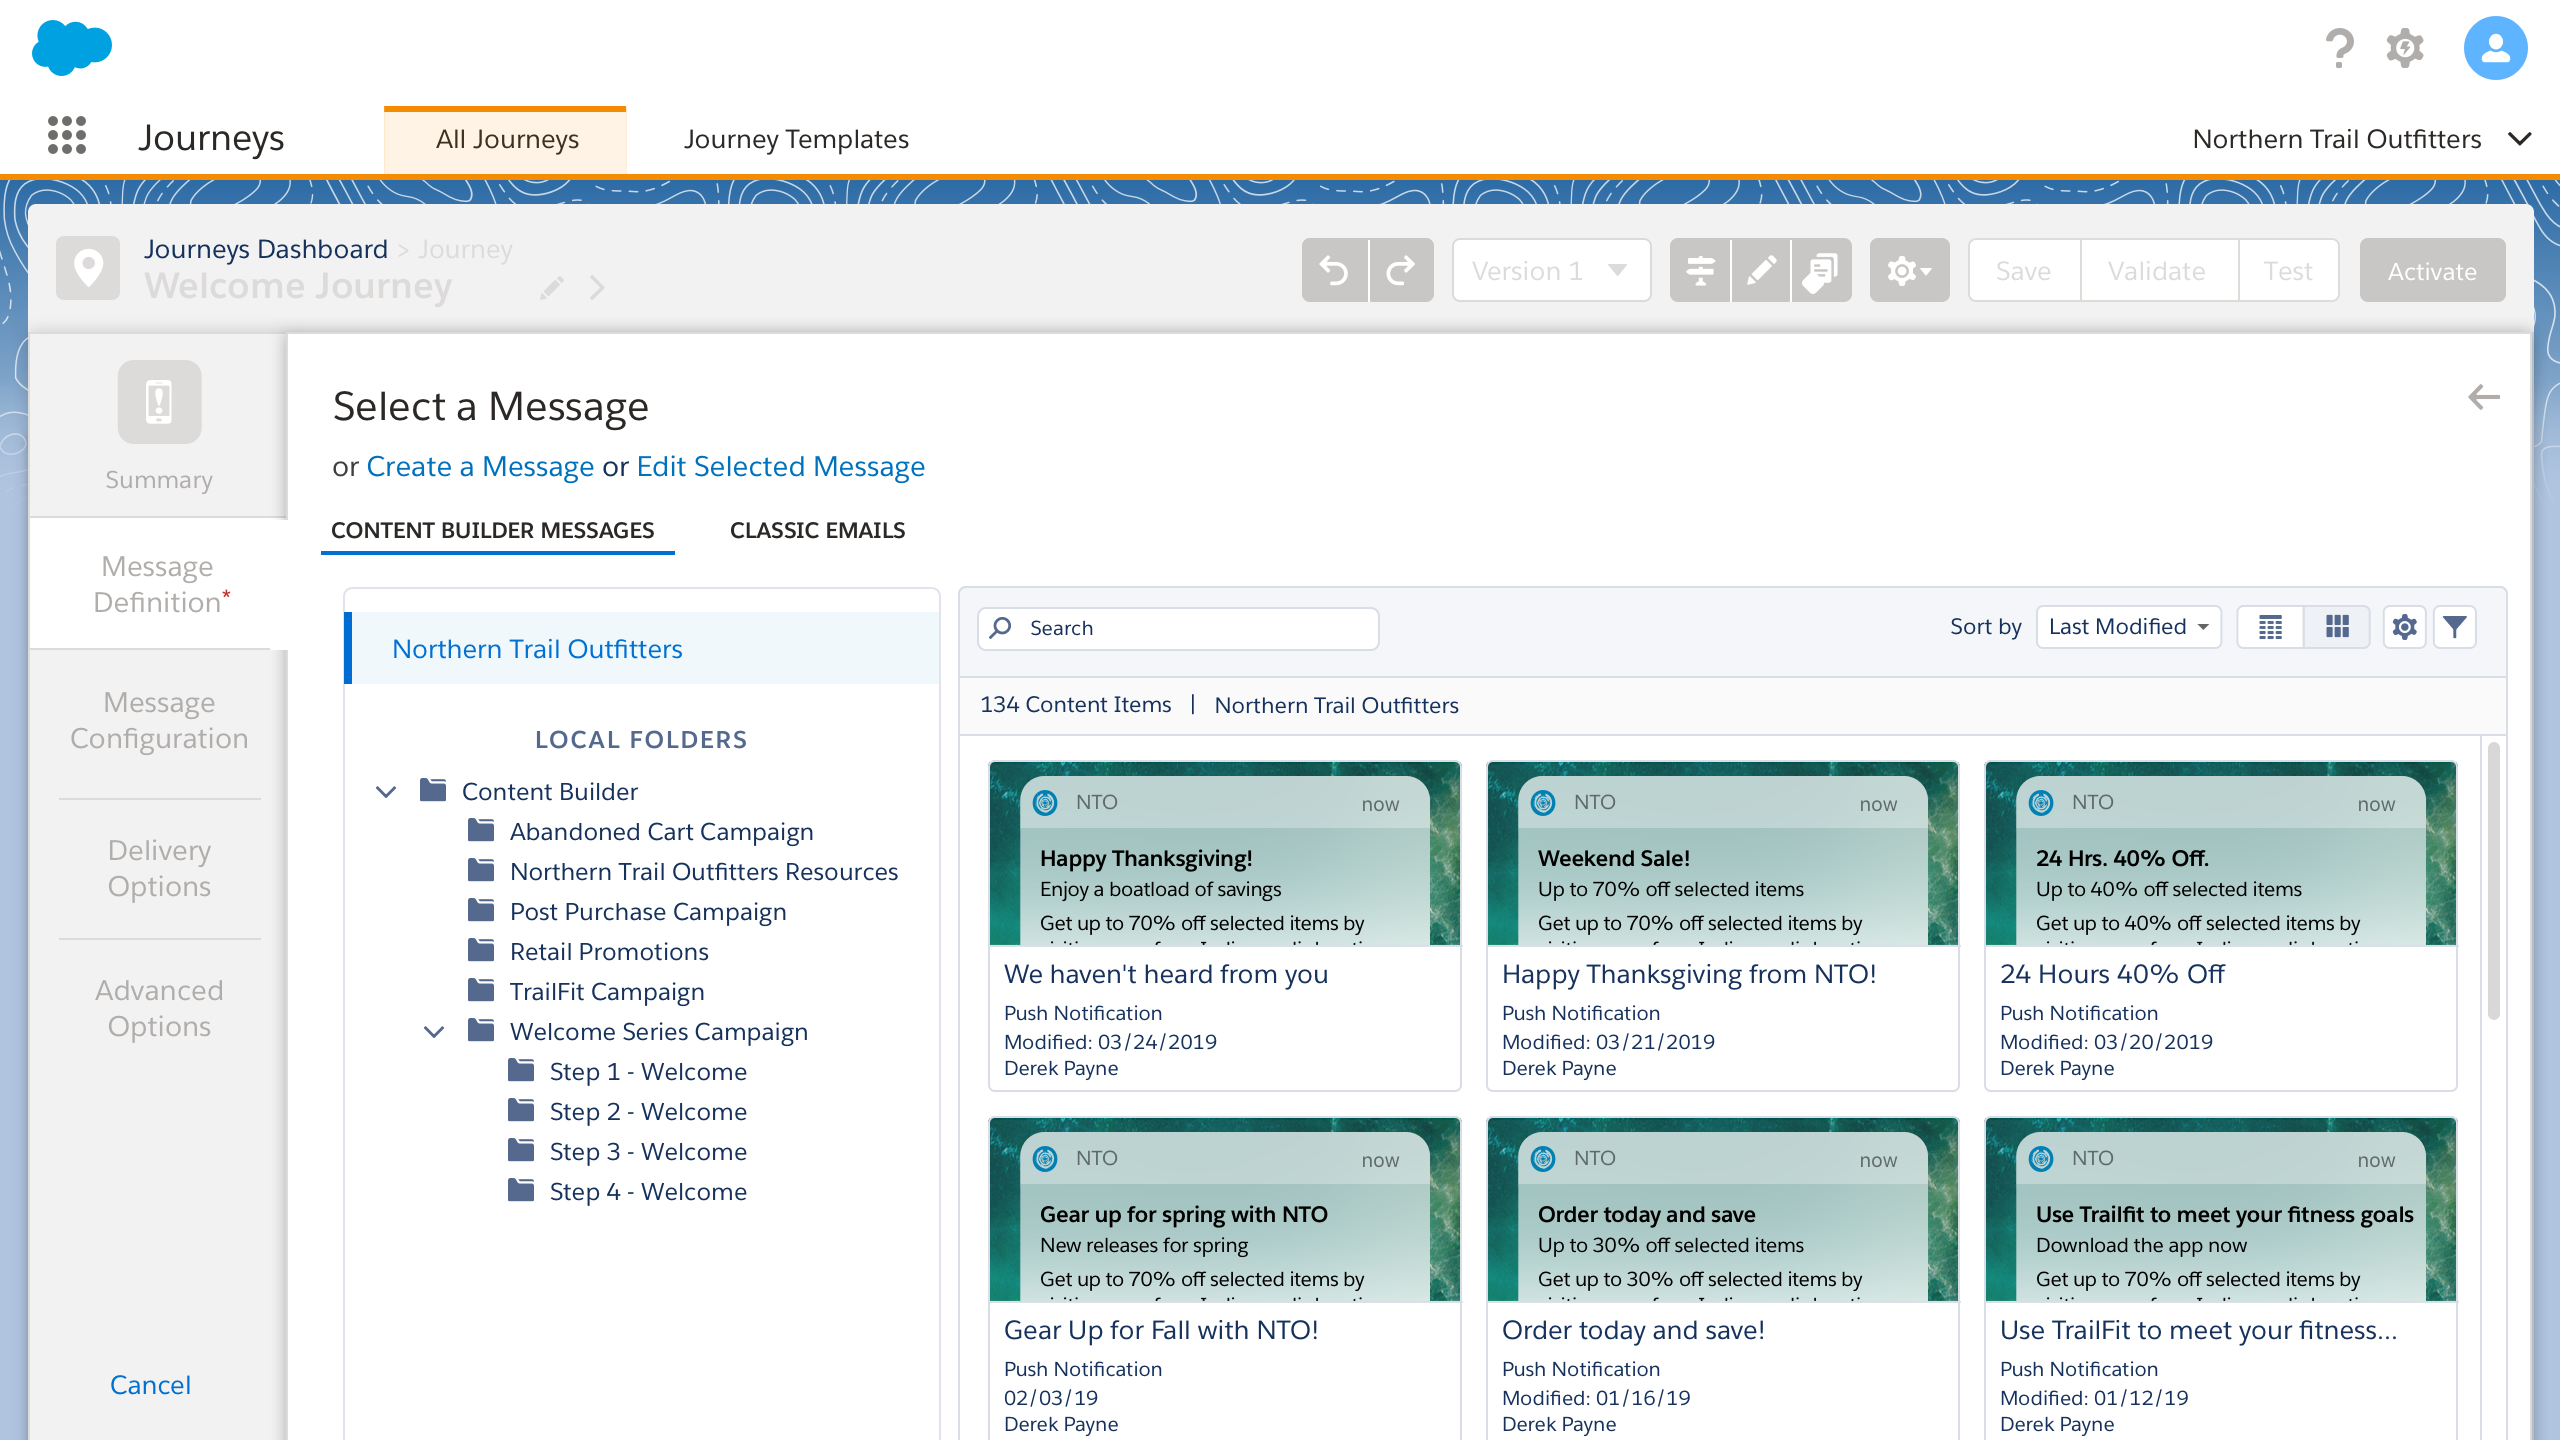 Journeys
All Journeys
Journey Templates
Northern Trail Outfitters
Journeys Dashboard > Journey
Welcome Journey
Version 1
Save
Validate
Test
Activate
Summary
Message
Definition*
Message
Configuration
Delivery
Options
Advanced
Options
Cancel
Select a Message
or Create a Message or Edit Selected Message
CONTENT BUILDER MESSAGES
CLASSIC EMAILS
Northern Trail Outfitters
LOCAL FOLDERS
Content Builder
Abandoned Cart Campaign
Northern Trail Outfitters Resources
Post Purchase Campaign
Retail Promotions
TrailFit Campaign
Welcome Series Campaign
Step 1 - Welcome
Step 2 - Welcome
Step 3 - Welcome
Step 4 - Welcome
Search
Sort by
Last Modified
134 Content Items | Northern Trail Outfitters
NTO
now
Happy Thanksgiving!
Enjoy a boatload of savings
Get up to 70% off selected items by
We haven't heard from you
Push Notification
Modified: 03/24/2019
Derek Payne
NTO
now
Weekend Sale!
Up to 70% off selected items
Get up to 70% off selected items by
Happy Thanksgiving from NTO!
Push Notification
Modified: 03/21/2019
Derek Payne
NTO
now
24 Hrs. 40% Off.
Up to 40% off selected items
Get up to 40% off selected items by
24 Hours 40% Off
Push Notification
Modified: 03/20/2019
Derek Payne
NTO
now
Gear up for spring with NTO
New releases for spring
Get up to 70% off selected items by
Gear Up for Fall with NTO!
Push Notification
02/03/19
Derek Payne
NTO
now
Order today and save
Up to 30% off selected items
Get up to 30% off selected items by
Order today and save!
Push Notification
Modified: 01/16/19
Derek Payne
NTO
now
Use Trailfit to meet your fitness goals
Download the app now
Get up to 70% off selected items by
Use TrailFit to meet your fitness...
Push Notification
Modified: 01/12/19
Derek Payne